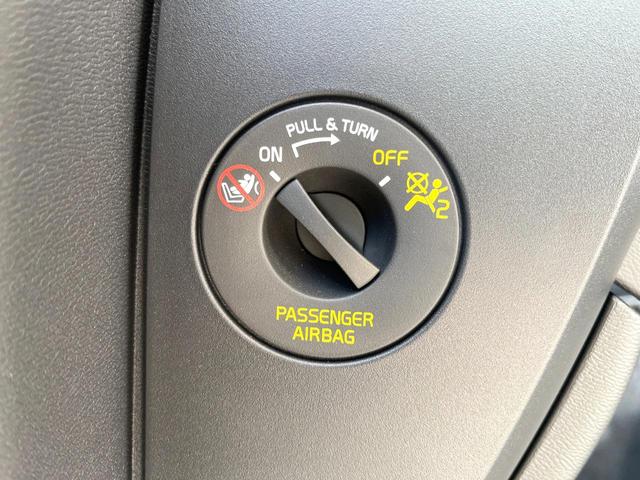 PULL & TURN
ON
OFF
2
PASSENGER
AIRBAG